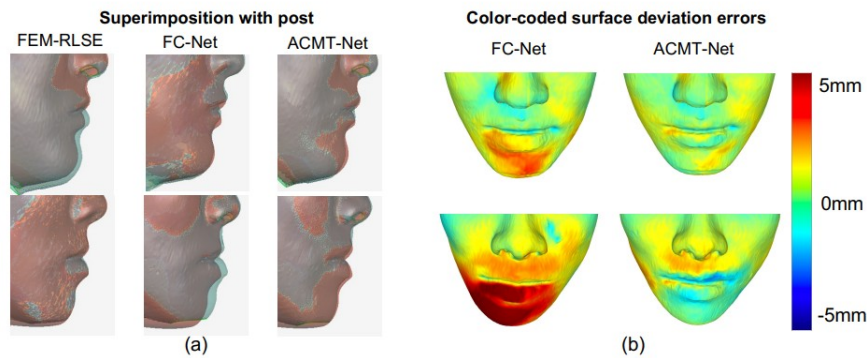 Superimposition with post
FEM-RLSE FC-Net ACMT-Net
(a)
Color-coded surface deviation errors
FC-Net ACMT-Net
5mm
0mm
-5mm
(b)